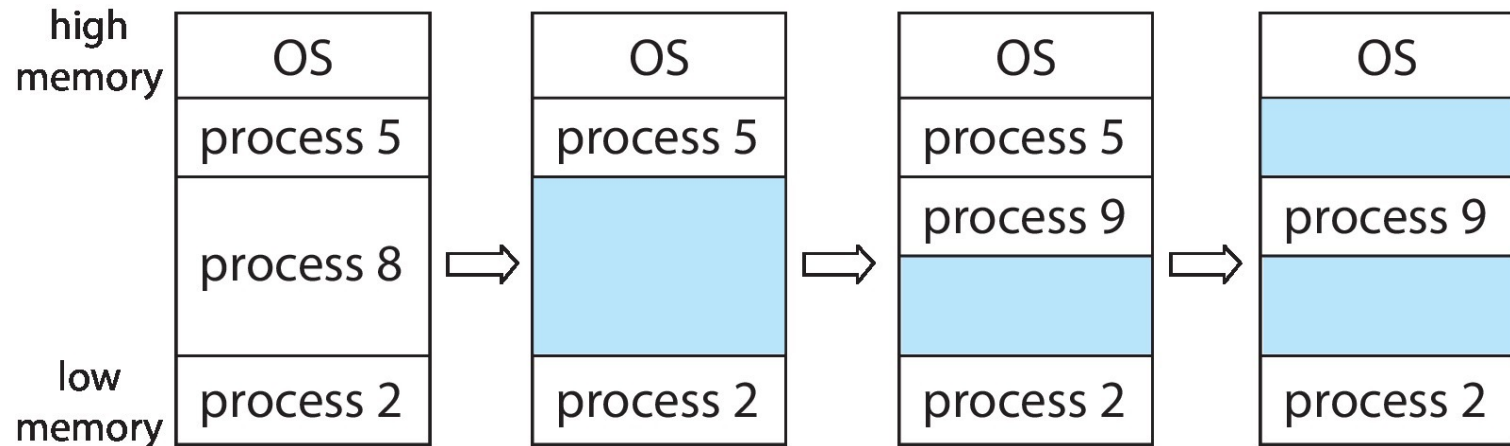 high
memory
OS
process 5
process 8
process 2
low
memory
OS
process 5
process 2
OS
process 5
process 9
process 2
OS
process 9
process 2